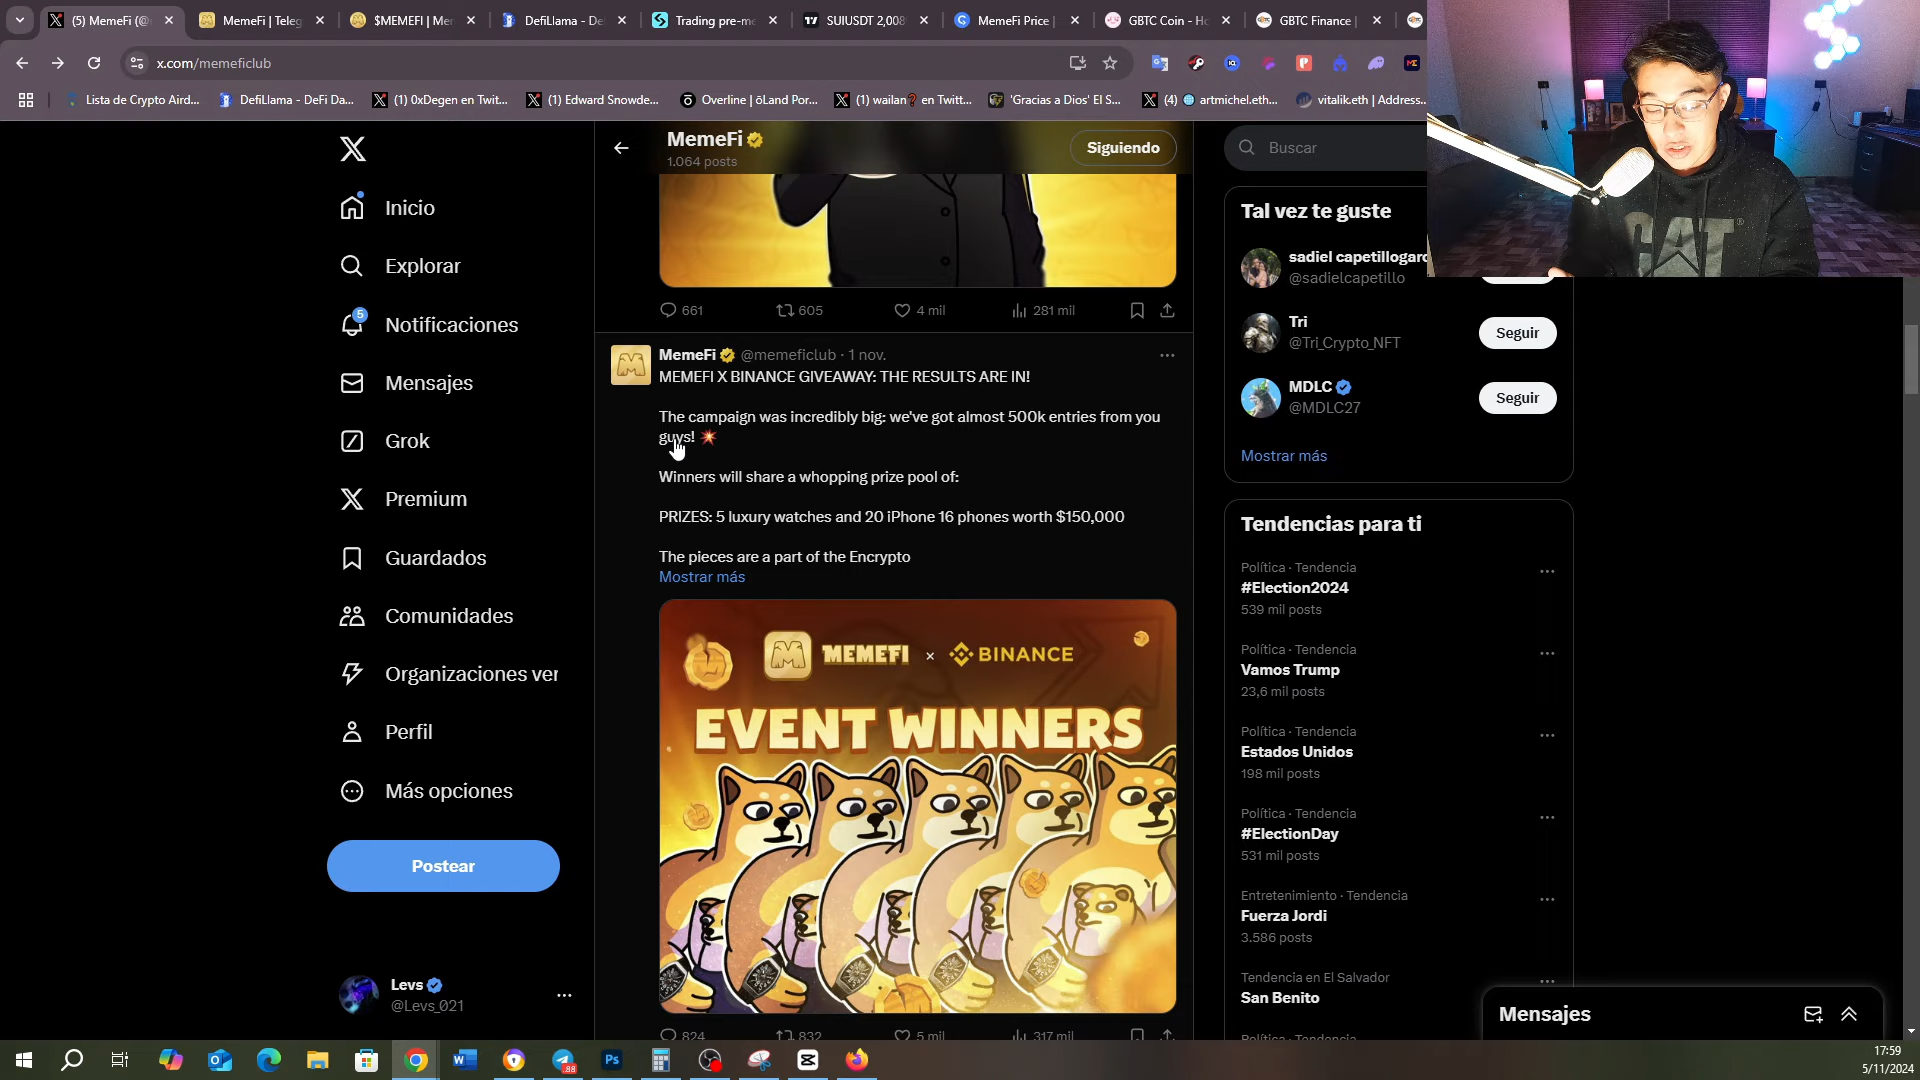 (5) MemeFi (@
MemeFi | Teleg
$MEMEFI | Mer
DefiLlama - De
Trading pre-me
SUIUSDT 2,008
MemeFi Price |
GBTC Coin - Ho
GBTC Finance |
x.com/memeficlub
Lista de Crypto Aird...
DefiLlama - DeFi Da...
(1) 0xDegen en Twit...
(1) Edward Snowde...
Overline | ōLand Por...
(1) wailan❓ en Twitt...
'Gracias a Dios' El S...
(4) 🌐 artmichel.eth...
vitalik.eth | Address...
Inicio
Explorar
5
Notificaciones
Mensajes
Grok
Premium
Guardados
Comunidades
Organizaciones ver
Perfil
Más opciones
Postear
Levs
@Levs_021
MemeFi
1.064 posts
Siguiendo
661
605
4 mil
281 mil
MemeFi @memeficlub · 1 nov.
MEMEFI X BINANCE GIVEAWAY: THE RESULTS ARE IN!
The campaign was incredibly big: we've got almost 500k entries from you
guys! 💥
Winners will share a whopping prize pool of:
PRIZES: 5 luxury watches and 20 iPhone 16 phones worth $150,000
The pieces are a part of the Encrypto
Mostrar más
MEMEFI × BINANCE
EVENT WINNERS
824
832
5 mil
317 mil
Buscar
Tal vez te guste
sadiel capetillogarc
@sadielcapetillo
Tri
@Tri_Crypto_NFT
Seguir
MDLC
@MDLC27
Seguir
Mostrar más
Tendencias para ti
Política · Tendencia
#Election2024
539 mil posts
Política · Tendencia
Vamos Trump
23,6 mil posts
Política · Tendencia
Estados Unidos
198 mil posts
Política · Tendencia
#ElectionDay
531 mil posts
Entretenimiento · Tendencia
Fuerza Jordi
3.586 posts
Tendencia en El Salvador
San Benito
Política · Tendencia
Mensajes
CAT
.88
Ps
17:59
5/11/2024